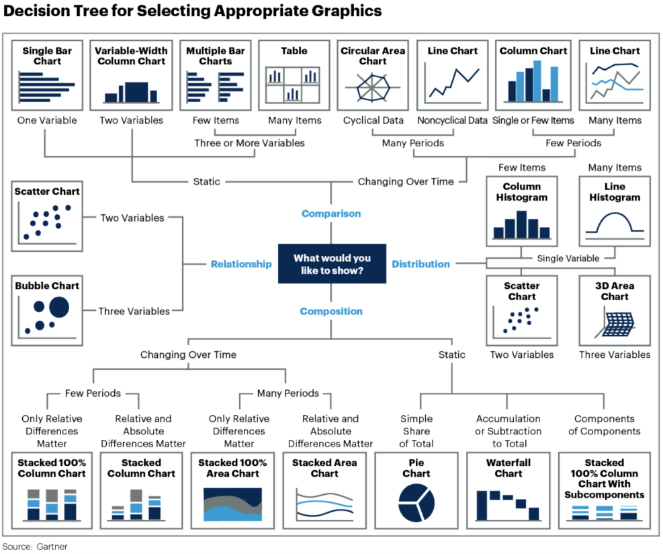 Decision Tree for Selecting Appropriate Graphics
Single Bar
Chart
Variable-Width
Column Chart
Multiple Bar
Charts
Table
Circular Area
Chart
Line Chart
Column Chart
Line Chart
One Variable
Two Variables
Few Items
Many Items
Cyclical Data
Noncyclical Data
Single or Few Items
Many Items
Three or More Variables
Many Periods
Few Periods
Static
Changing Over Time
Few Items
Many Items
Scatter Chart
Column
Histogram
Line
Histogram
Two Variables
Comparison
Single Variable
Relationship
What would you
like to show?
Distribution
Bubble Chart
Scatter
Chart
3D Area
Chart
Three Variables
Composition
Two Variables
Three Variables
Changing Over Time
Static
Few Periods
Many Periods
Only Relative
Differences
Matter
Relative and
Absolute
Differences Matter
Only Relative
Differences
Matter
Relative and
Absolute
Differences Matter
Simple
Share
of Total
Accumulation
or Subtraction
to Total
Components
of Components
Stacked 100%
Column Chart
Stacked
Column Chart
Stacked 100%
Area Chart
Stacked Area
Chart
Pie
Chart
Waterfall
Chart
Stacked
100% Column
Chart With
Subcomponents
Source: Gartner